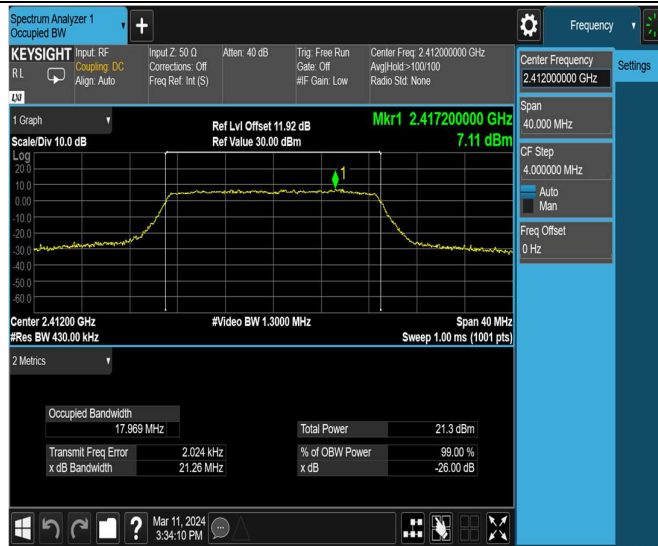 Spectrum Analyzer 1
Occupied BW
Frequency
KEYSIGHT
R L
LXI
Input: RF
Coupling: DC
Align: Auto
Input Z: 50 Ω
Corrections: Off
Freq Ref: Int (S)
Atten: 40 dB
Trig: Free Run
Gate: Off
#IF Gain: Low
Center Freq: 2.412000000 GHz
Avg|Hold:>100/100
Radio Std: None
Center Frequency
2.412000000 GHz
Settings
Span
40.000 MHz
CF Step
4.000000 MHz
Auto
Man
Freq Offset
0 Hz
1 Graph
Scale/Div 10.0 dB
Ref Lvl Offset 11.92 dB
Ref Value 30.00 dBm
Mkr1 2.417200000 GHz
7.11 dBm
Log
20.0
10.0
0.00
-10.0
-20.0
-30.0
-40.0
-50.0
-60.0
1
Center 2.41200 GHz
#Video BW 1.3000 MHz
Span 40 MHz
#Res BW 430.00 kHz
Sweep 1.00 ms (1001 pts)
2 Metrics
Occupied Bandwidth
17.969 MHz
Total Power 21.3 dBm
Transmit Freq Error 2.024 kHz
% of OBW Power 99.00 %
x dB Bandwidth 21.26 MHz
x dB -26.00 dB
?
Mar 11, 2024
3:34:10 PM